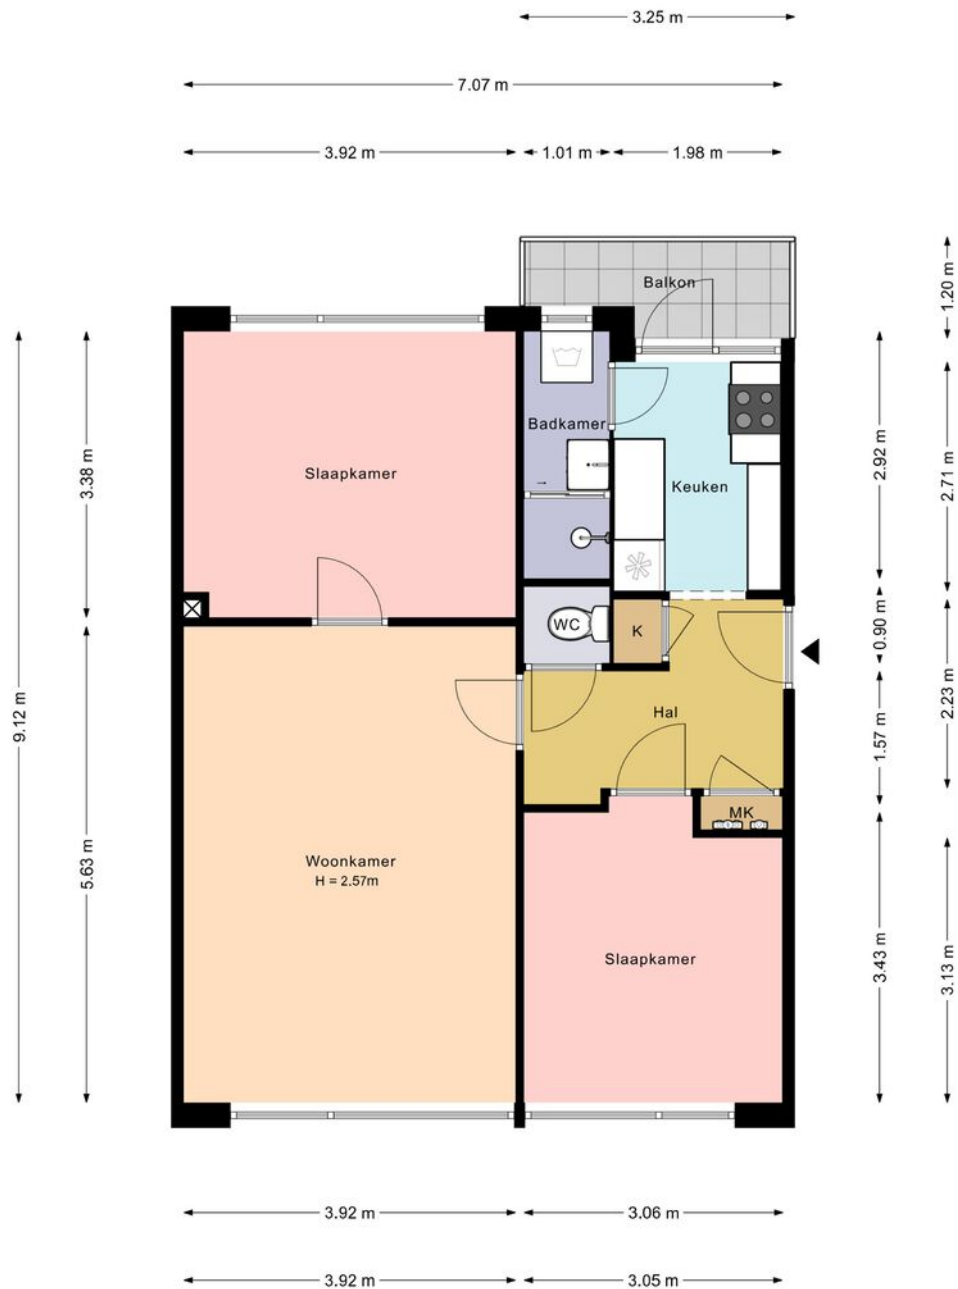 3.25 m
7.07 m
3.92 m
1.01 m
1.98 m
1.20 m
Balkon
9.12 m
3.38 m
Slaapkamer
Badkamer
Keuken
2.92 m
2.71 m
WC
K
0.90 m
Hal
1.57 m
2.23 m
5.63 m
Woonkamer
H = 2.57m
MK
Slaapkamer
3.43 m
3.13 m
3.92 m
3.06 m
3.92 m
3.05 m